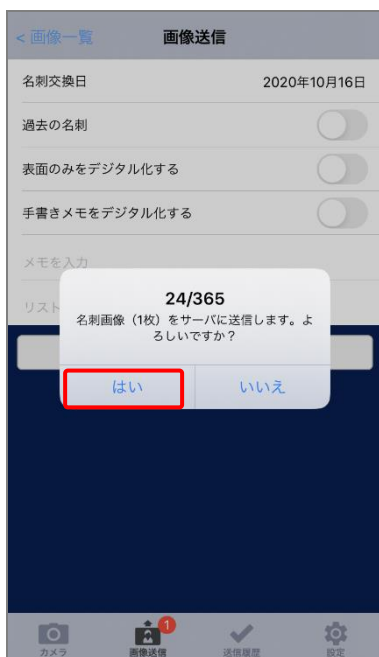 < 画像一覧 画像送信
名刺交換日 2020年10月16日
過去の名刺
表面のみをデジタル化する
手書きメモをデジタル化する
メモを入力
リスト
24/365
名刺画像（1枚）をサーバに送信します。よ
ろしいですか？
はい いいえ
1
カメラ 画像送信 送信履歴 設定